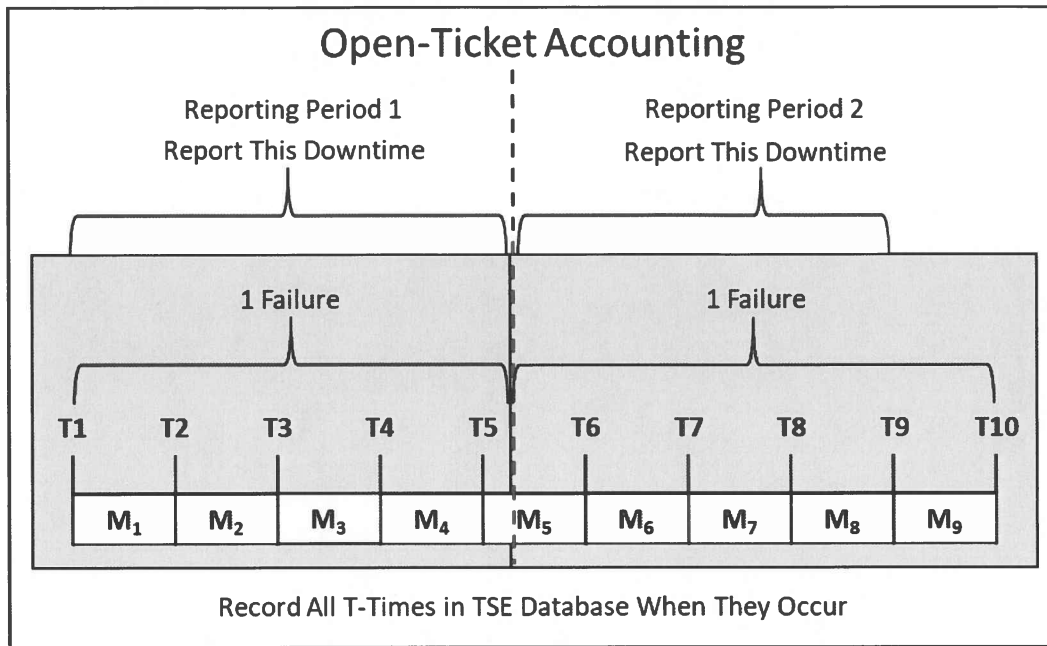 Open-Ticket Accounting
Reporting Period 1
Report This Downtime
Reporting Period 2
Report This Downtime
1 Failure
1 Failure
T1 T2 T3 T4 T5 T6 T7 T8 T9 T10
M₁ M₂ M₃ M₄ M₅ M₆ M₇ M₈ M₉
Record All T-Times in TSE Database When They Occur